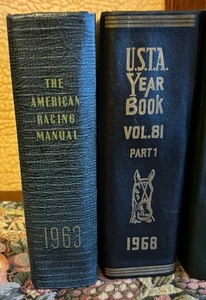 THE
AMERICAN
RACING
MANUAL
1963
U.S.T.A.
YEAR
BOOK
VOL. 81
PART 1
1968